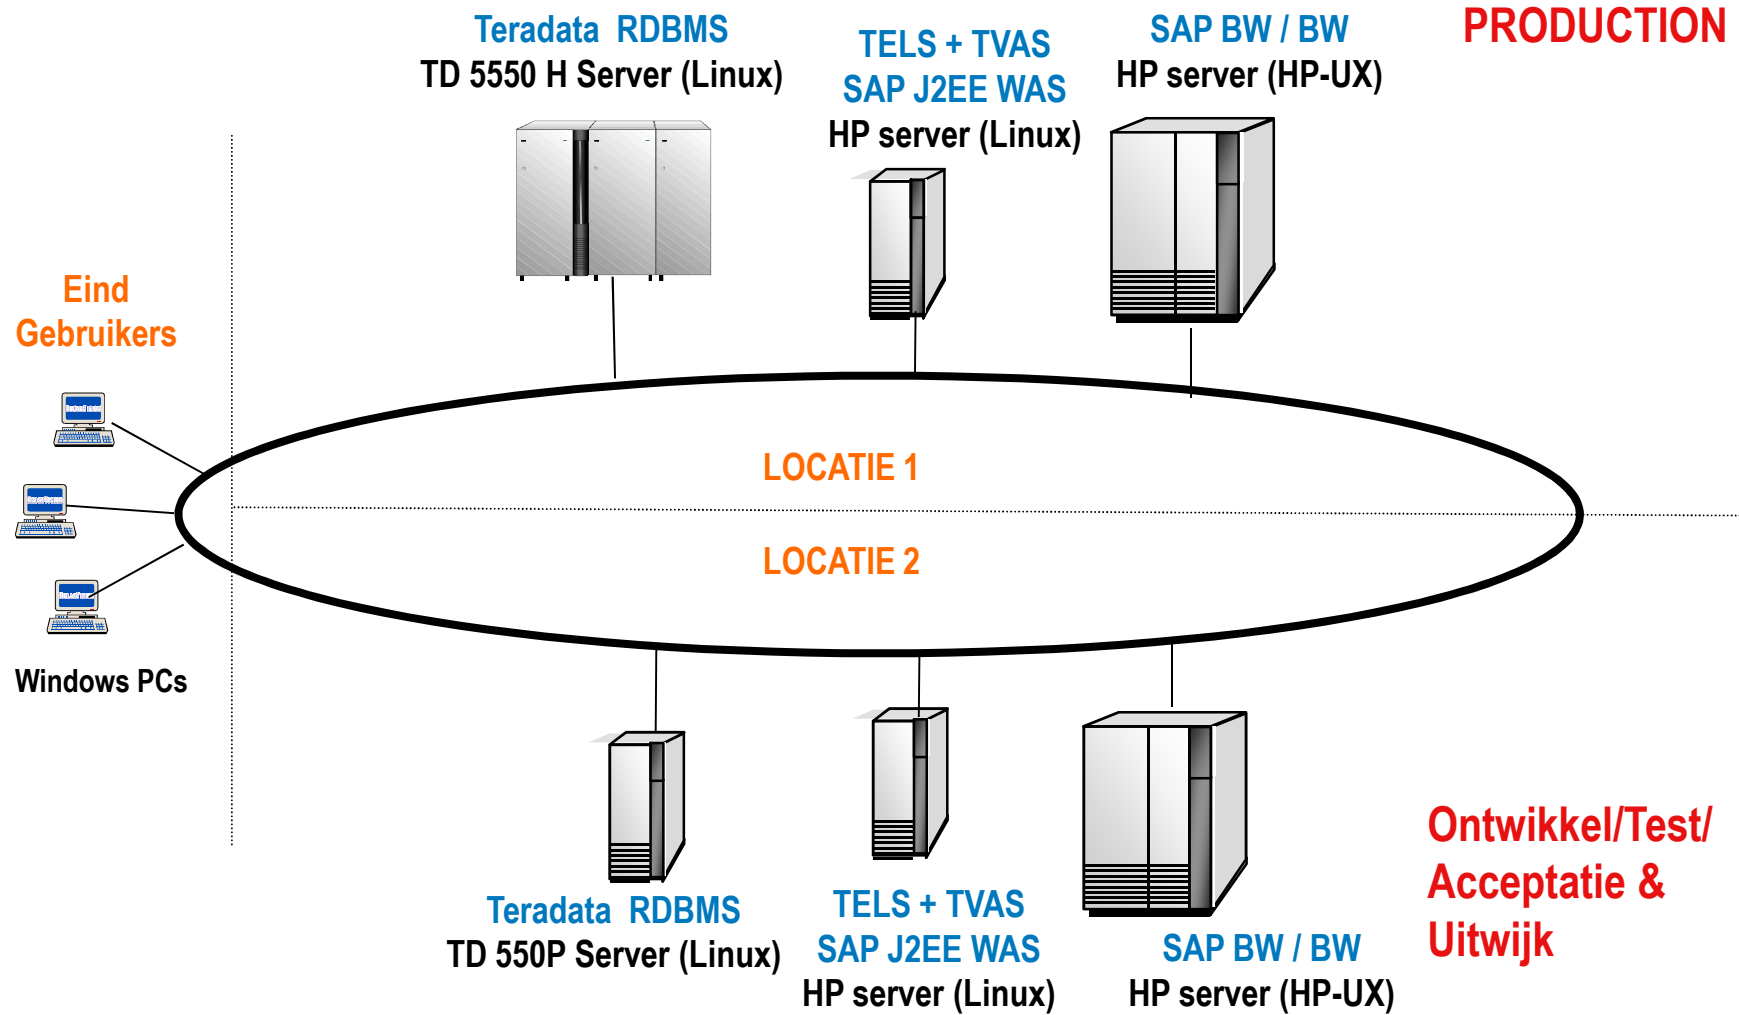 Teradata RDBMS
TD 5550 H Server (Linux)
TELS + TVAS
SAP J2EE WAS
HP server (Linux)
SAP BW / BW
HP server (HP-UX)
PRODUCTION
Eind
Gebruikers
LOCATIE 1
LOCATIE 2
Windows PCs
Teradata RDBMS
TD 550P Server (Linux)
TELS + TVAS
SAP J2EE WAS
HP server (Linux)
SAP BW / BW
HP server (HP-UX)
Ontwikkel/Test/
Acceptatie &
Uitwijk